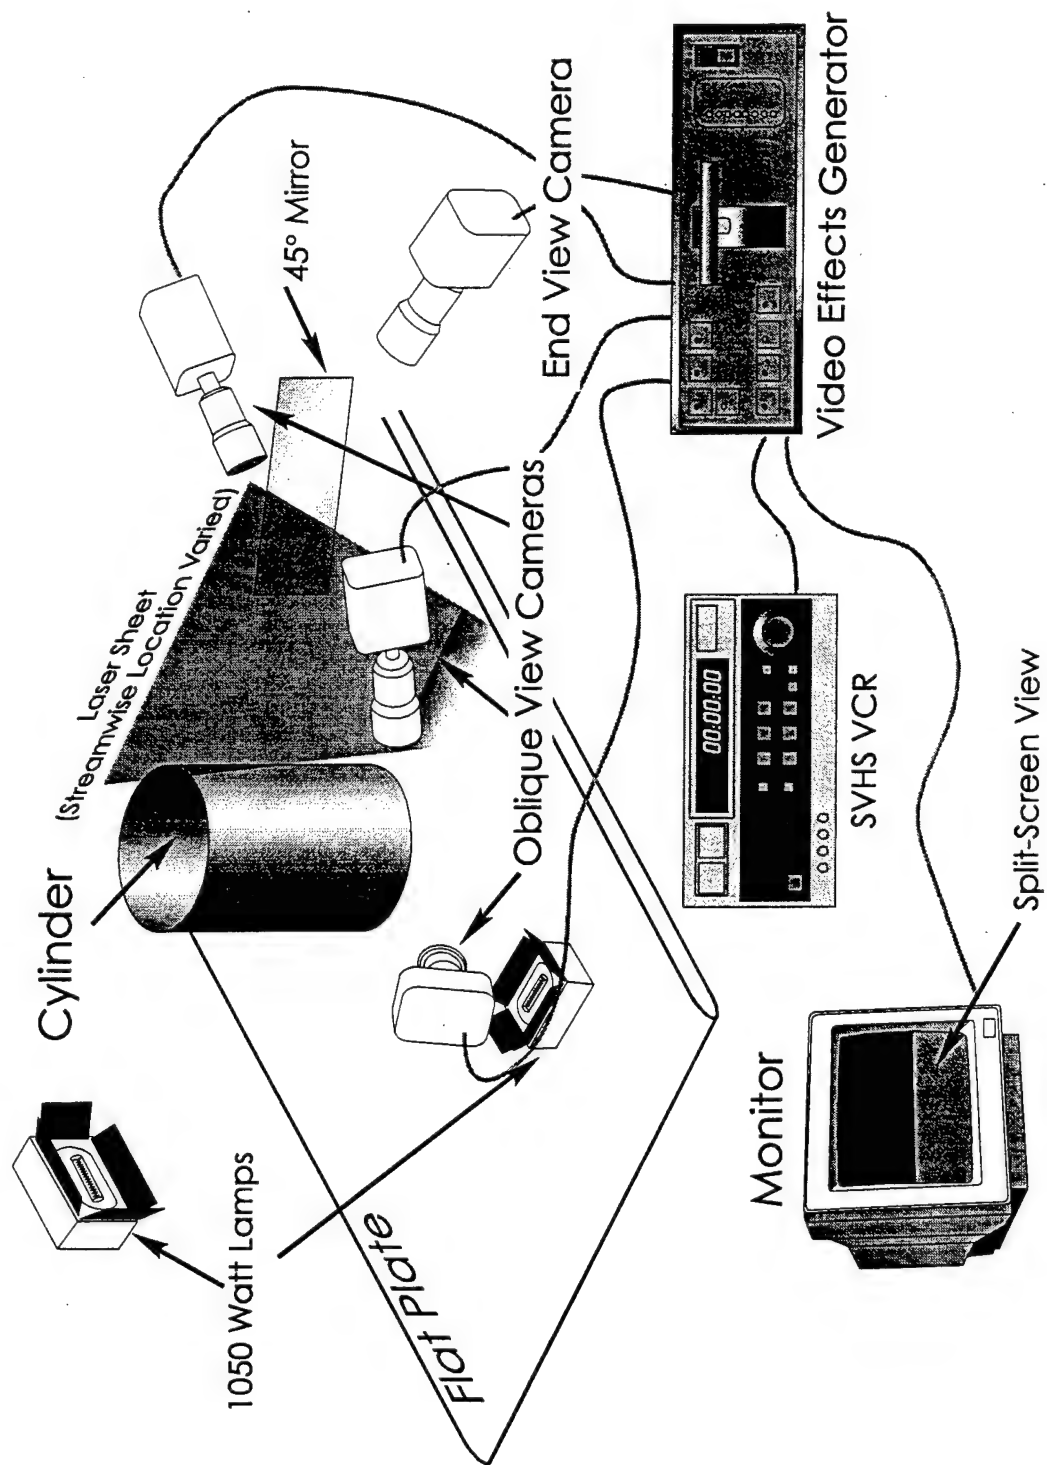 Cylinder
Laser Sheet
(Streamwise Location Varied)
45° Mirror
1050 Watt Lamps
Flat Plate
Oblique View Cameras
End View Camera
Monitor
SVHS VCR
00:00:00
Video Effects Generator
Split-Screen View